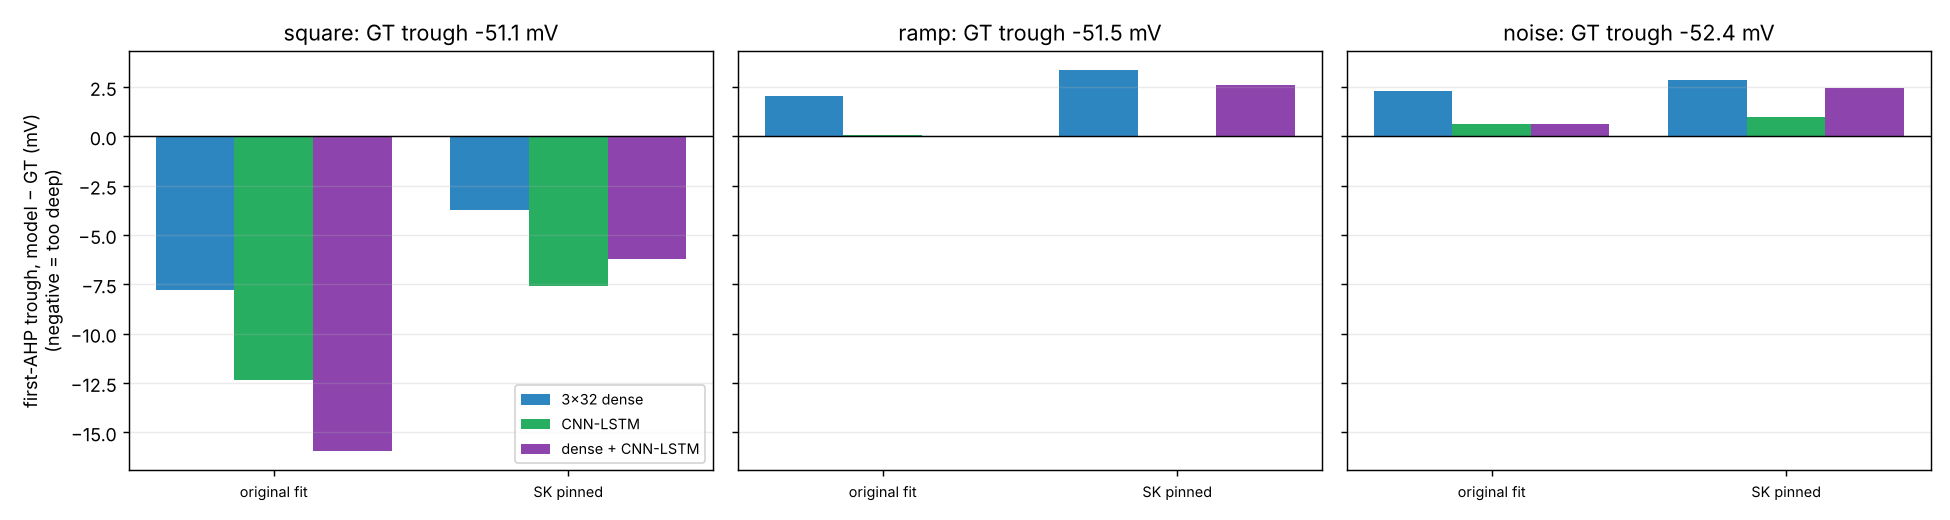 square: GT trough -51.1 mV
ramp: GT trough -51.5 mV
noise: GT trough -52.4 mV
first-AHP trough, model − GT (mV)
(negative = too deep)
2.5
0.0
−2.5
−5.0
−7.5
−10.0
−12.5
−15.0
3×32 dense
CNN-LSTM
dense + CNN-LSTM
original fit
SK pinned
original fit
SK pinned
original fit
SK pinned